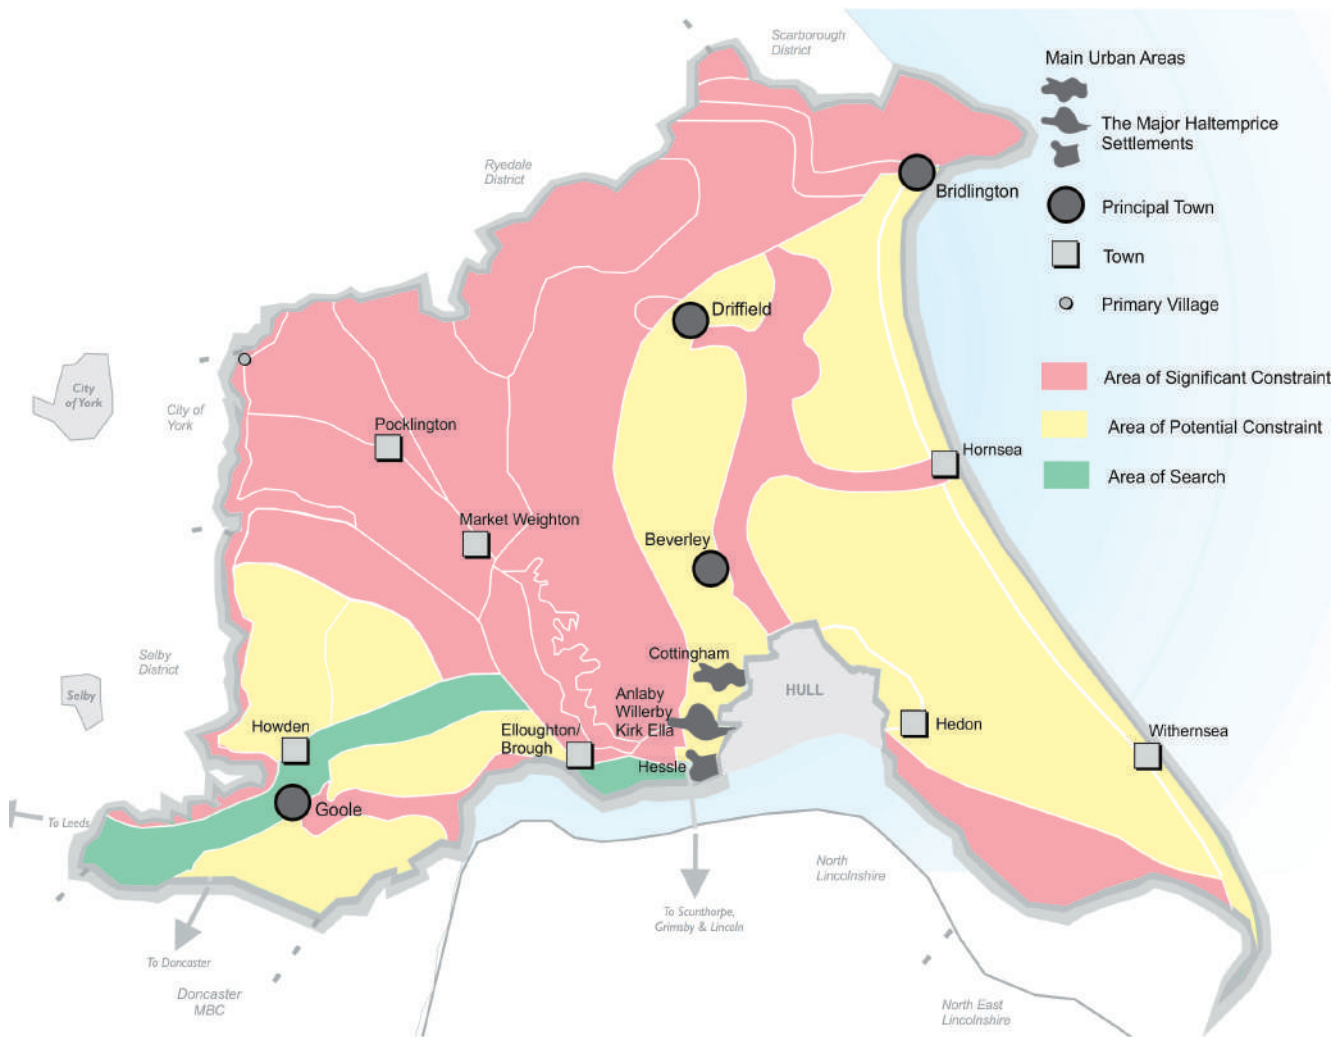 Scarborough
District
Main Urban Areas
The Major Haltemprice
Settlements
Ryedale
District
Bridlington
Principal Town
Town
Driffield
Primary Village
City
of York
City of
York
Area of Significant Constraint
Pocklington
Area of Potential Constraint
Hornsea
Area of Search
Market Weighton
Beverley
Selby
District
Cottingham
Selby
HULL
Anlaby
Willerby
Kirk Ella
Howden
Elloughton/
Brough
Hedon
Withernsea
Hessle
Goole
To Leeds
North
Lincolnshire
To Scunthorpe,
Grimsby & Lincoln
To Doncaster
Doncaster
MBC
North East
Lincolnshire